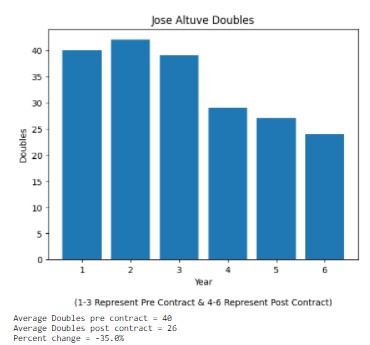 Jose Altuve Doubles
40
35
30
25
20
15
10
5
0
Doubles
1 2 3 4 5 6
Year
(1-3 Represent Pre Contract & 4-6 Represent Post Contract)
Average Doubles pre contract = 40
Average Doubles post contract = 26
Percent change = -35.0%